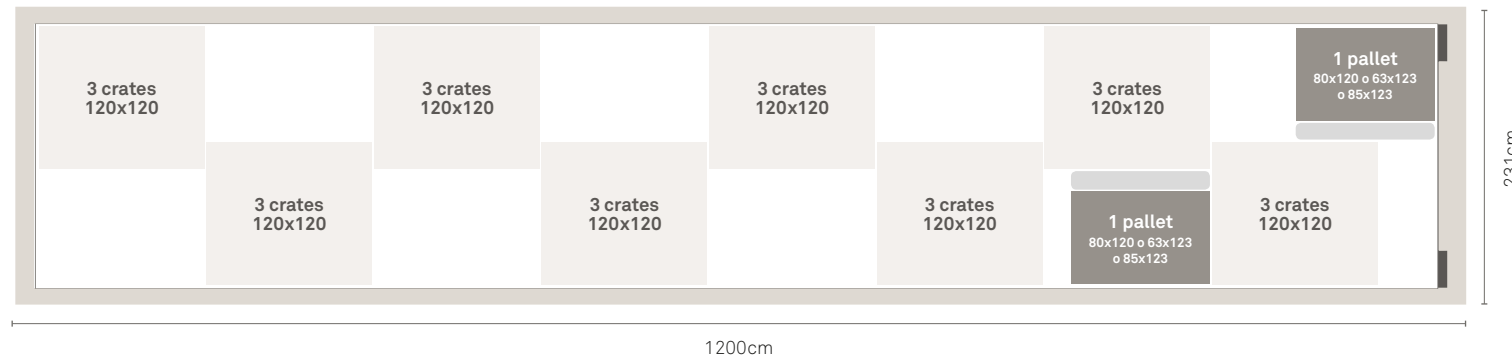 3 crates
120x120
3 crates
120x120
3 crates
120x120
3 crates
120x120
1 pallet
80x120 o 63x123
o 85x123
3 crates
120x120
3 crates
120x120
3 crates
120x120
1 pallet
80x120 o 63x123
o 85x123
3 crates
120x120
231cm
1200cm